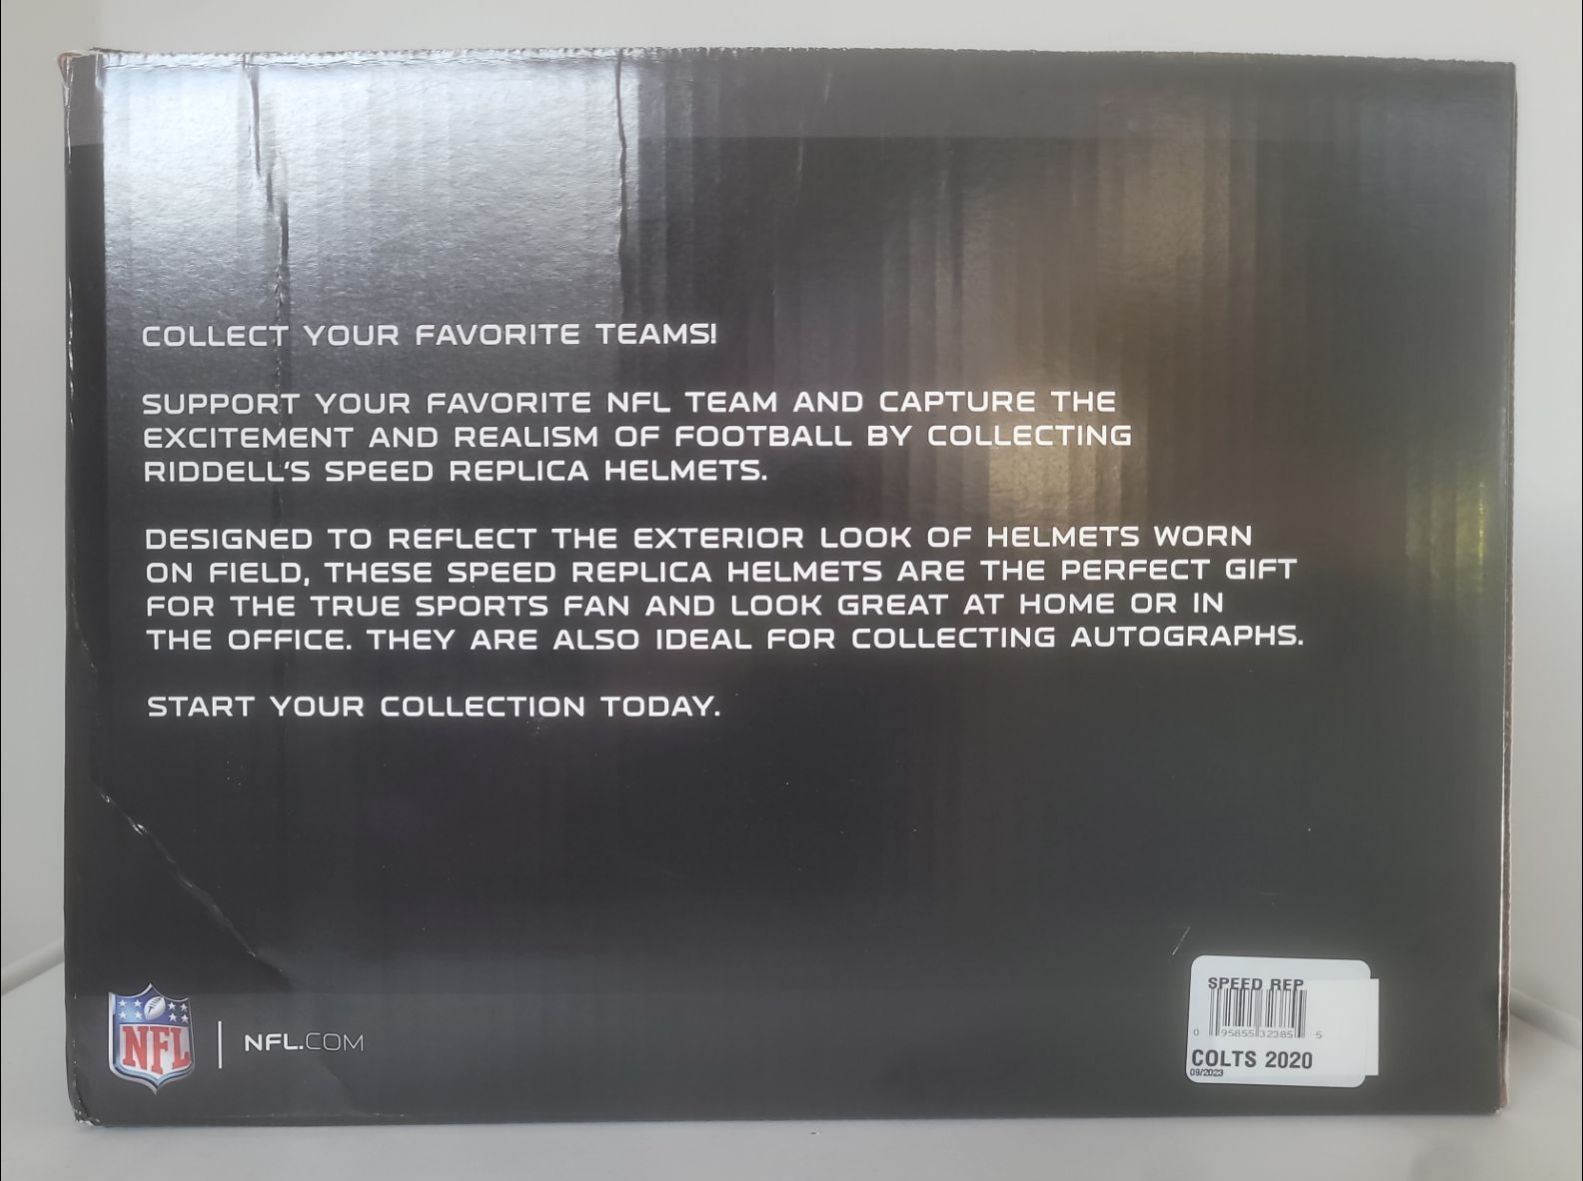 COLLECT YOUR FAVORITE TEAMS!
SUPPORT YOUR FAVORITE NFL TEAM AND CAPTURE THE
EXCITEMENT AND REALISM OF FOOTBALL BY COLLECTING
RIDDELL'S SPEED REPLICA HELMETS.
DESIGNED TO REFLECT THE EXTERIOR LOOK OF HELMETS WORN
ON FIELD, THESE SPEED REPLICA HELMETS ARE THE PERFECT GIFT
FOR THE TRUE SPORTS FAN AND LOOK GREAT AT HOME OR IN
THE OFFICE. THEY ARE ALSO IDEAL FOR COLLECTING AUTOGRAPHS.
START YOUR COLLECTION TODAY.
NFL | NFL.COM
SPEED REP
0 95855 32385 5
COLTS 2020
09/2023